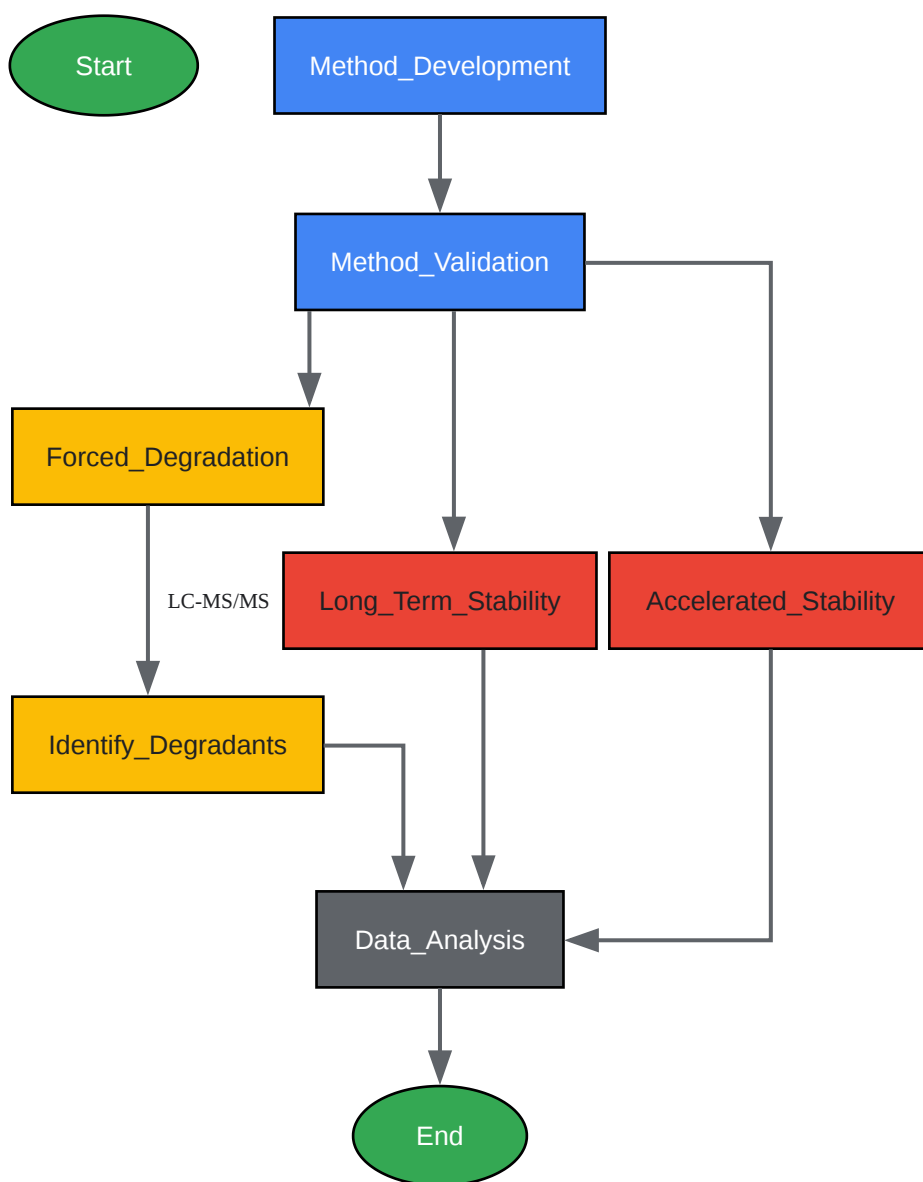 Start
Method_Development
Method_Validation
Forced_Degradation
LC-MS/MS
Long_Term_Stability
Accelerated_Stability
Identify_Degradants
Data_Analysis
End